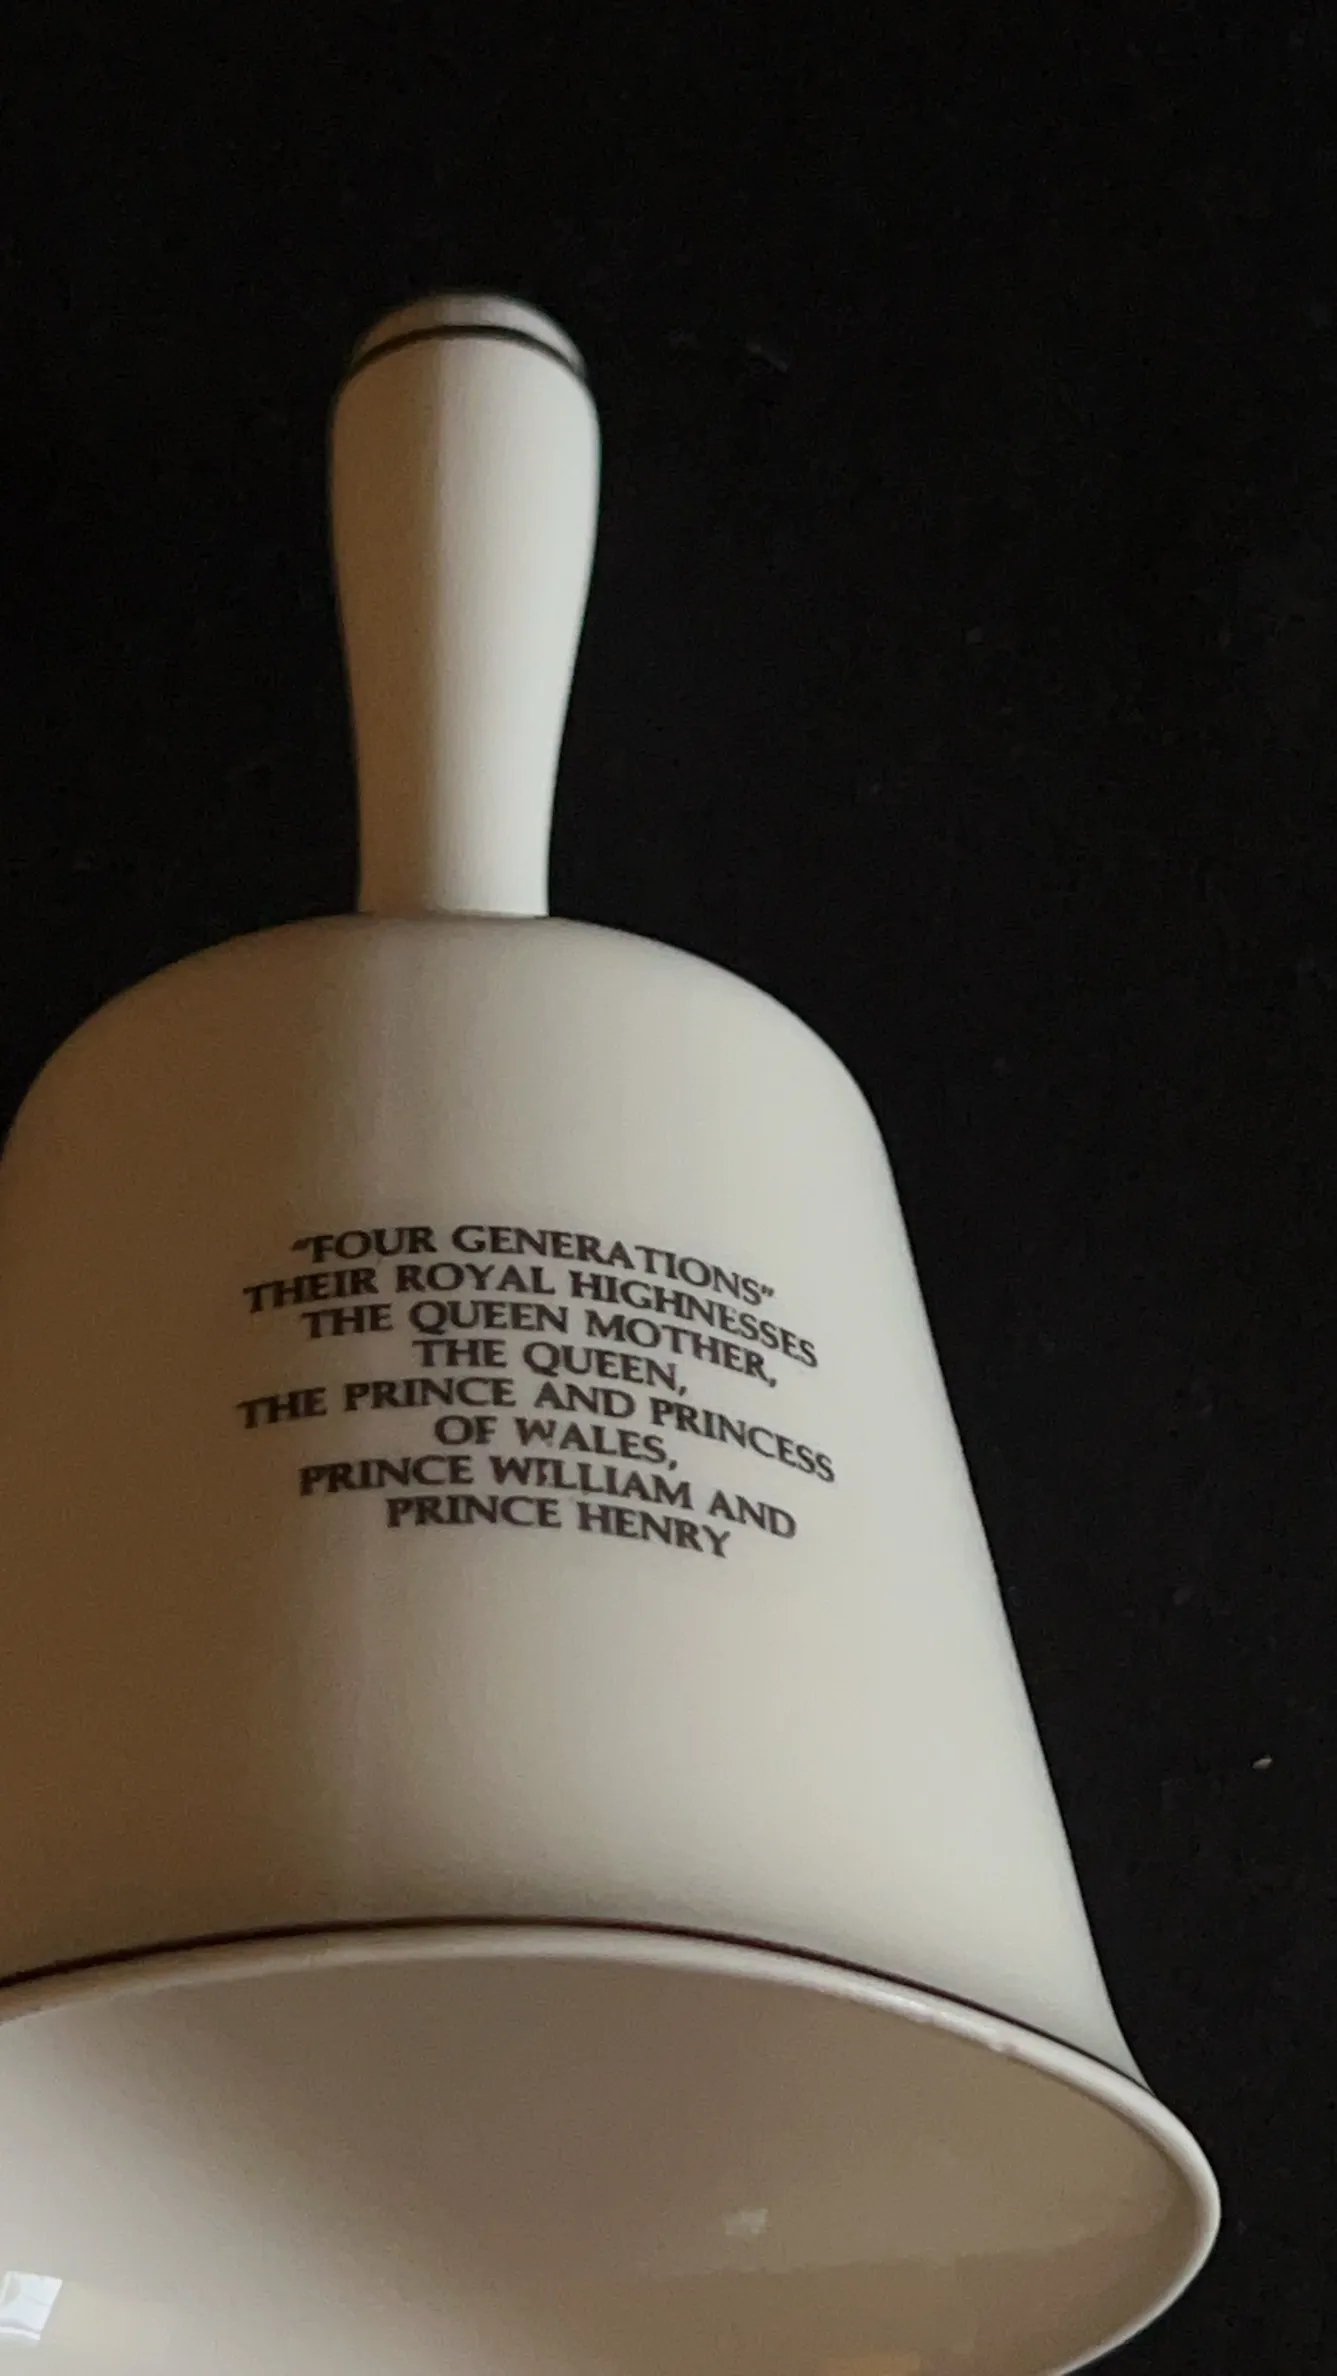 "FOUR GENERATIONS"
THEIR ROYAL HIGHNESSES
THE QUEEN MOTHER,
THE QUEEN,
THE PRINCE AND PRINCESS
OF WALES,
PRINCE WILLIAM AND
PRINCE HENRY